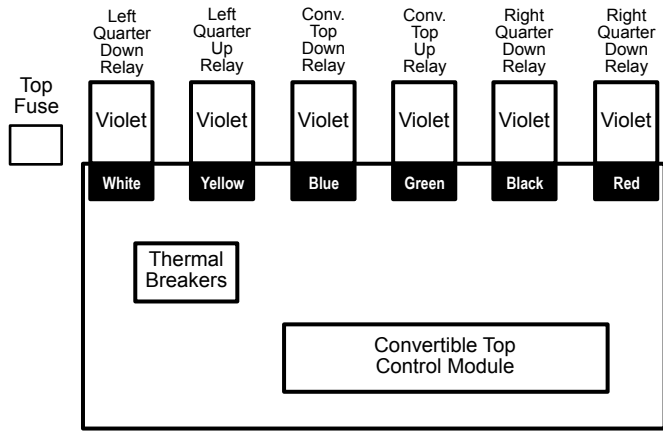 Left
Quarter
Down
Relay
Left
Quarter
Up
Relay
Conv.
Top
Down
Relay
Conv.
Top
Up
Relay
Right
Quarter
Down
Relay
Right
Quarter
Down
Relay
Top
Fuse
Violet
Violet
Violet
Violet
Violet
Violet
White
Yellow
Blue
Green
Black
Red
Thermal
Breakers
Convertible Top
Control Module